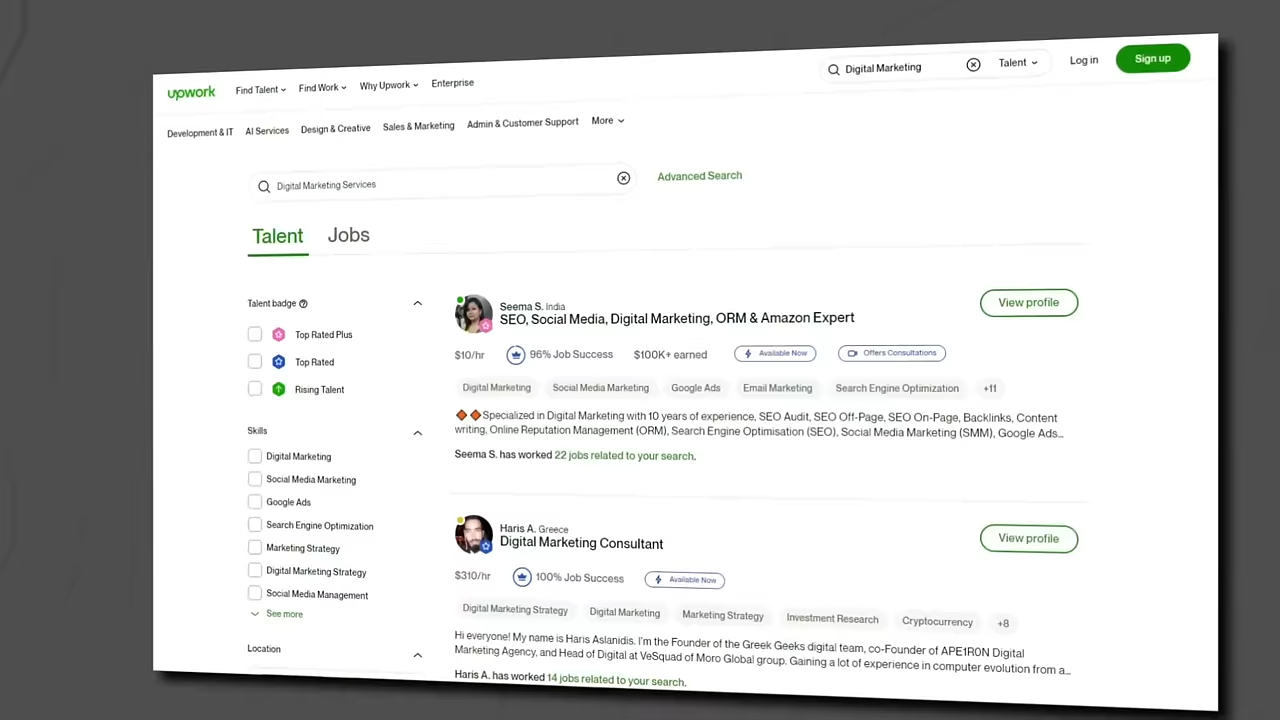 upwork Find Talent Find Work Why Upwork Enterprise Digital Marketing Talent Log in Sign up
Development & IT AI Services Design & Creative Sales & Marketing Admin & Customer Support More
Digital Marketing Services Advanced Search
Talent Jobs
Talent badge
Top Rated Plus
Top Rated
Rising Talent
Skills
Digital Marketing
Social Media Marketing
Google Ads
Search Engine Optimization
Marketing Strategy
Digital Marketing Strategy
Social Media Management
See more
Location
Seema S. India
SEO, Social Media, Digital Marketing, ORM & Amazon Expert
View profile
$10/hr 96% Job Success $100K+ earned Available Now Offers Consultations
Digital Marketing Social Media Marketing Google Ads Email Marketing Search Engine Optimization +11
Specialized in Digital Marketing with 10 years of experience, SEO Audit, SEO Off-Page, SEO On-Page, Backlinks, Content
writing, Online Reputation Management (ORM), Search Engine Optimisation (SEO), Social Media Marketing (SMM), Google Ads...
Seema S. has worked 22 jobs related to your search.
Haris A. Greece
Digital Marketing Consultant
View profile
$310/hr 100% Job Success Available Now
Digital Marketing Strategy Digital Marketing Marketing Strategy Investment Research Cryptocurrency +8
Hi everyone! My name is Haris Aslanidis. I'm the Founder of the Greek Geeks digital team, co-Founder of APE1R0N Digital
Marketing Agency, and Head of Digital at VeSquad of Moro Global group. Gaining a lot of experience in computer evolution from a...
Haris A. has worked 14 jobs related to your search.